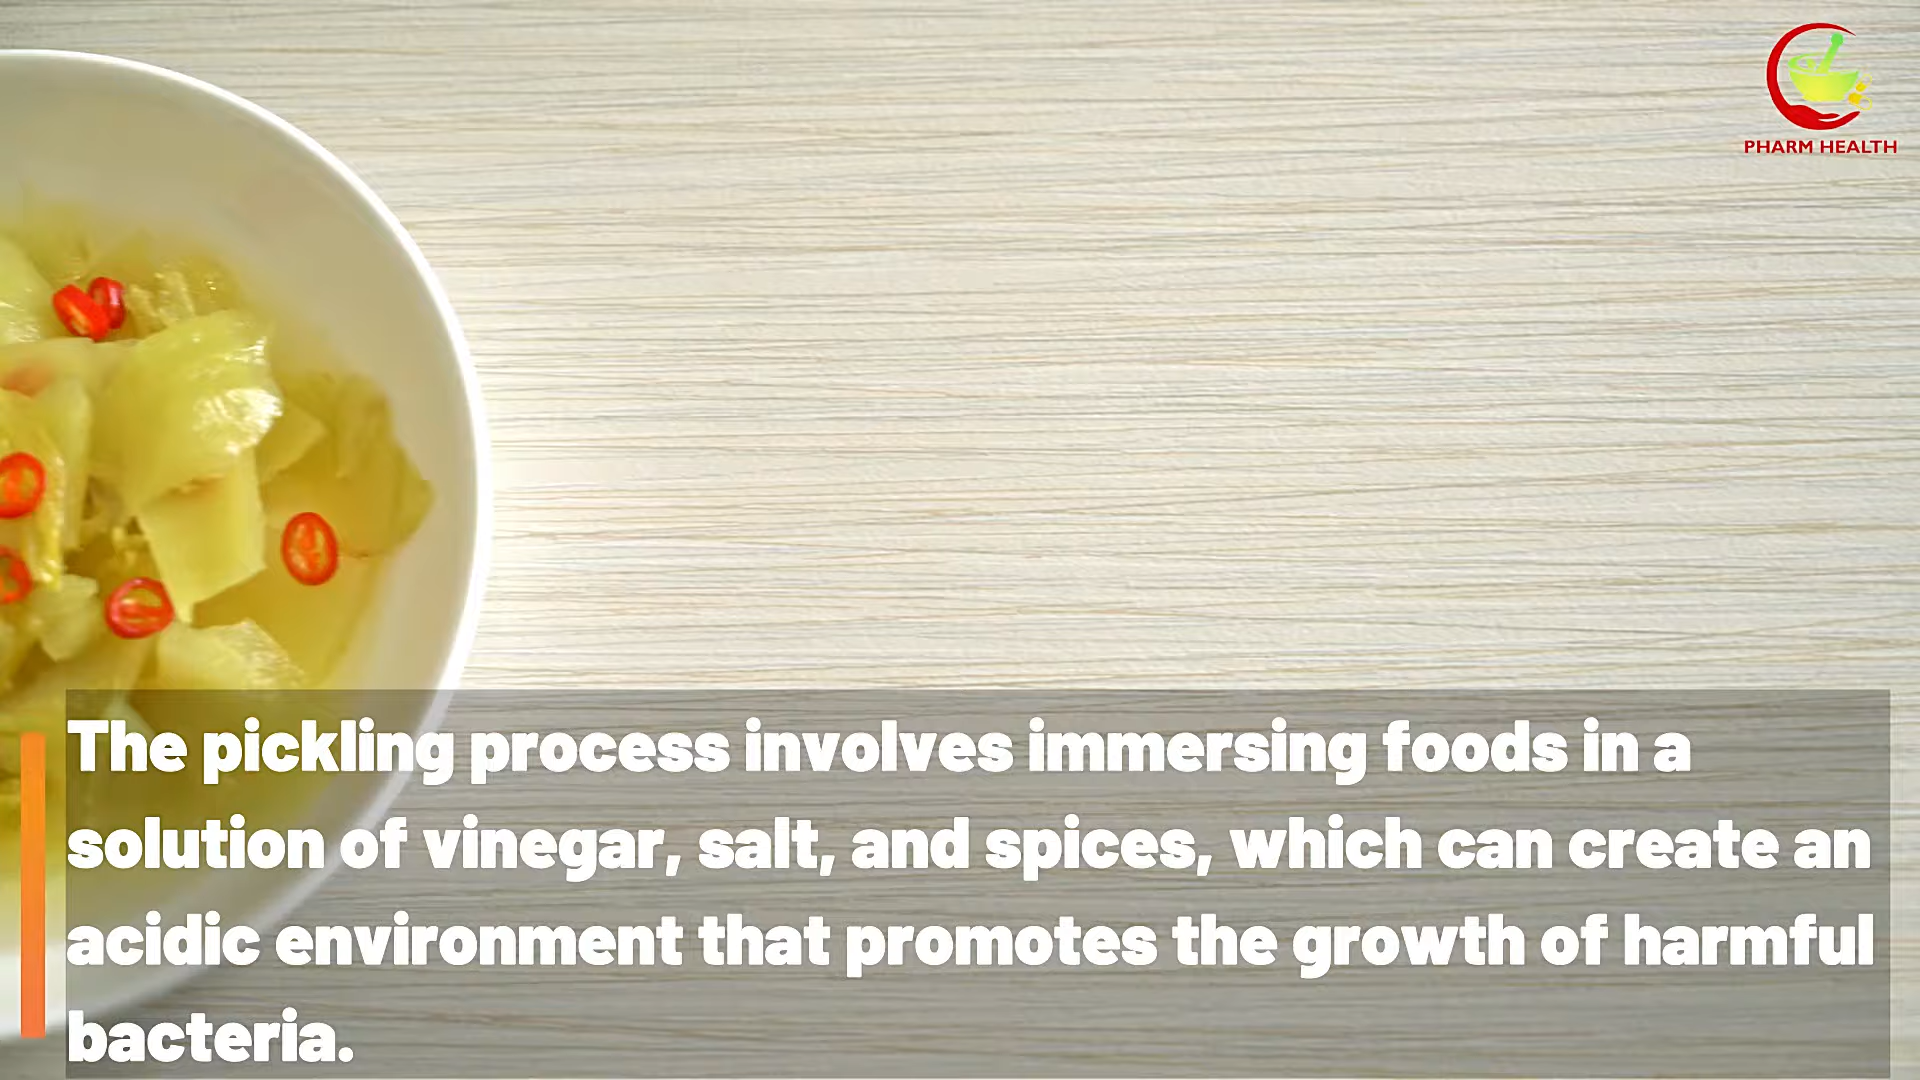 PHARM HEALTH
The pickling process involves immersing foods in a
solution of vinegar, salt, and spices, which can create an
acidic environment that promotes the growth of harmful
bacteria.